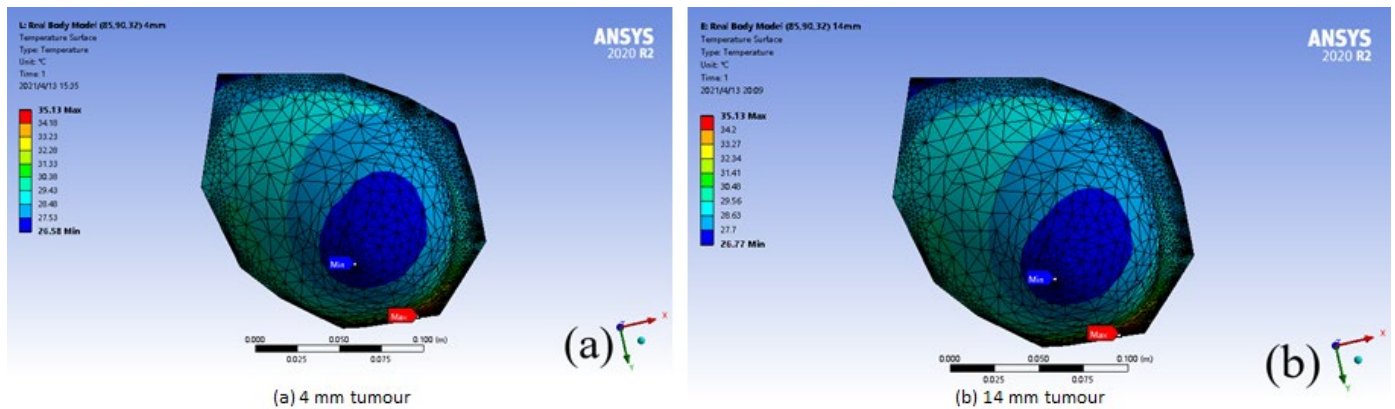 L: Real Body Model (85,90,32) 4mm
Temperature Surface
Type: Temperature
Unit: °C
Time: 1
2021/4/13 15:35
35.13 Max
34.18
33.23
32.28
31.33
30.38
29.43
28.48
27.53
26.58 Min
ANSYS
2020 R2
Min
Max
0.000 0.050 0.100 (m)
0.025 0.075
X
Y
Z
(a)
(a) 4 mm tumour
E: Real Body Model (85,90,32) 14mm
Temperature Surface
Type: Temperature
Unit: °C
Time: 1
2021/4/13 20:09
35.13 Max
34.2
33.27
32.34
31.41
30.48
29.56
28.63
27.7
26.77 Min
ANSYS
2020 R2
Min
Max
0.000 0.050 0.100 (m)
0.025 0.075
X
Y
Z
(b)
(b) 14 mm tumour